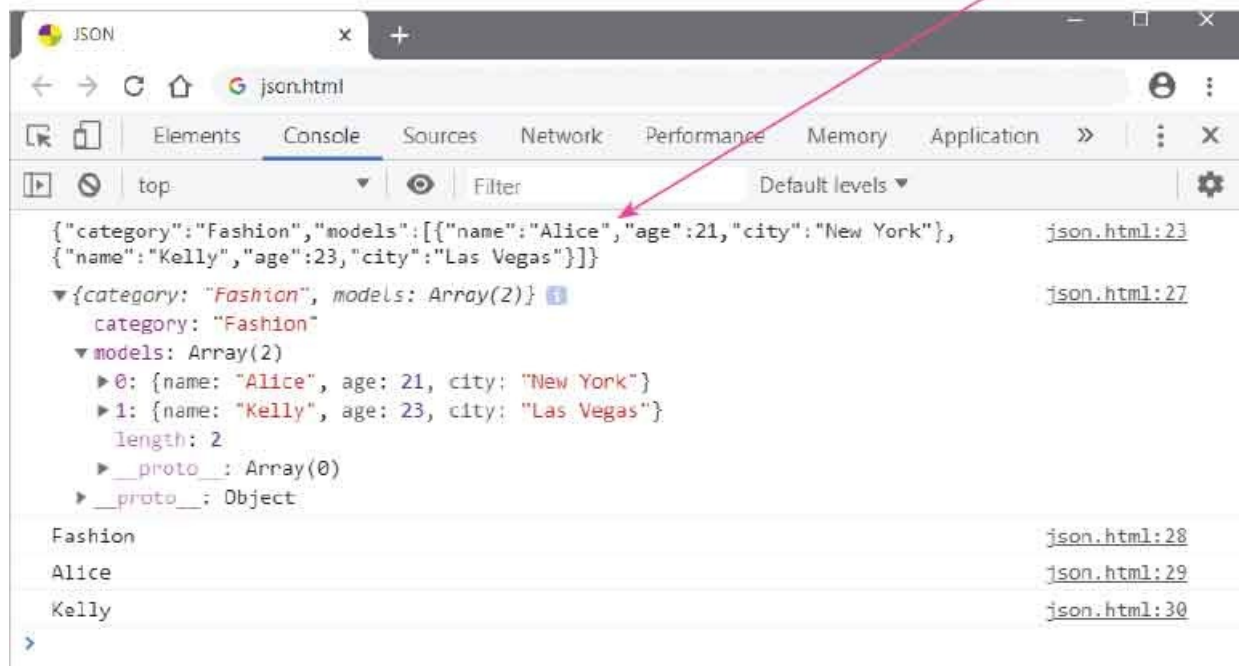 JSON
json.html
Elements Console Sources Network Performance Memory Application »
top Filter Default levels ▼
{"category":"Fashion","models":[{"name":"Alice","age":21,"city":"New York"}, json.html:23
{"name":"Kelly","age":23,"city":"Las Vegas"}]}
▼{category: "Fashion", models: Array(2)} i json.html:27
category: "Fashion"
▼models: Array(2)
▶0: {name: "Alice", age: 21, city: "New York"}
▶1: {name: "Kelly", age: 23, city: "Las Vegas"}
length: 2
▶__proto__: Array(0)
▶__proto__: Object
Fashion json.html:28
Alice json.html:29
Kelly json.html:30
>